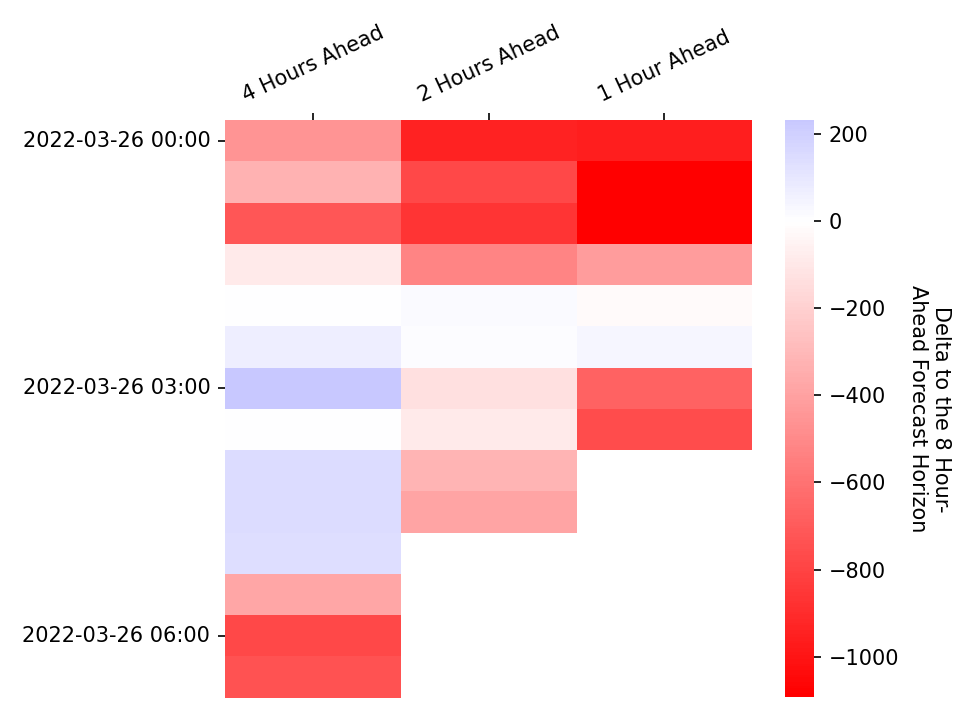 4 Hours Ahead
2 Hours Ahead
1 Hour Ahead
2022-03-26 00:00
2022-03-26 03:00
2022-03-26 06:00
200
0
−200
−400
−600
−800
−1000
Delta to the 8 Hour-
Ahead Forecast Horizon